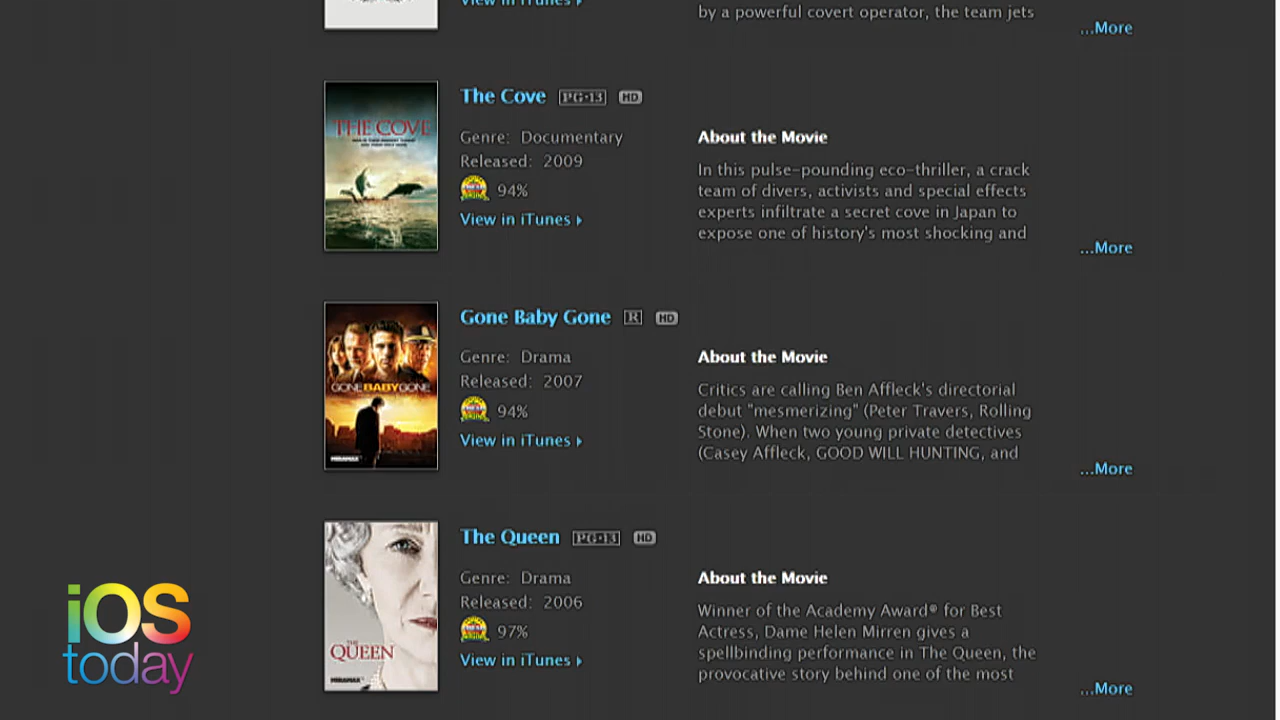 View in iTunes
by a powerful covert operator, the team jets
...More
The Cove PG-13 HD
THE COVE
Genre: Documentary
Released: 2009
94%
View in iTunes
About the Movie
In this pulse-pounding eco-thriller, a crack
team of divers, activists and special effects
experts infiltrate a secret cove in Japan to
expose one of history's most shocking and
...More
Gone Baby Gone R HD
GONE BABY GONE
MIRAMAX
Genre: Drama
Released: 2007
94%
View in iTunes
About the Movie
Critics are calling Ben Affleck's directorial
debut "mesmerizing" (Peter Travers, Rolling
Stone). When two young private detectives
(Casey Affleck, GOOD WILL HUNTING, and
...More
The Queen PG-13 HD
THE
QUEEN
MIRAMAX
Genre: Drama
Released: 2006
97%
View in iTunes
About the Movie
Winner of the Academy Award® for Best
Actress, Dame Helen Mirren gives a
spellbinding performance in The Queen, the
provocative story behind one of the most
...More
iOS
today